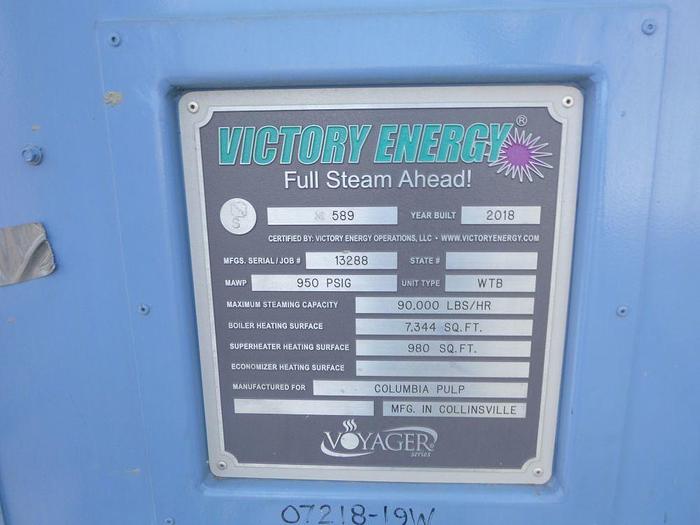 VICTORY ENERGY®
Full Steam Ahead!
S 589 YEAR BUILT 2018
CERTIFIED BY: VICTORY ENERGY OPERATIONS, LLC • WWW.VICTORYENERGY.COM
MFGS. SERIAL/JOB # 13288 STATE #
MAWP 950 PSIG UNIT TYPE WTB
MAXIMUM STEAMING CAPACITY 90,000 LBS/HR
BOILER HEATING SURFACE 7,344 SQ.FT.
SUPERHEATER HEATING SURFACE 980 SQ.FT.
ECONOMIZER HEATING SURFACE
MANUFACTURED FOR COLUMBIA PULP
MFG. IN COLLINSVILLE
VOYAGER®
series
07218-19W